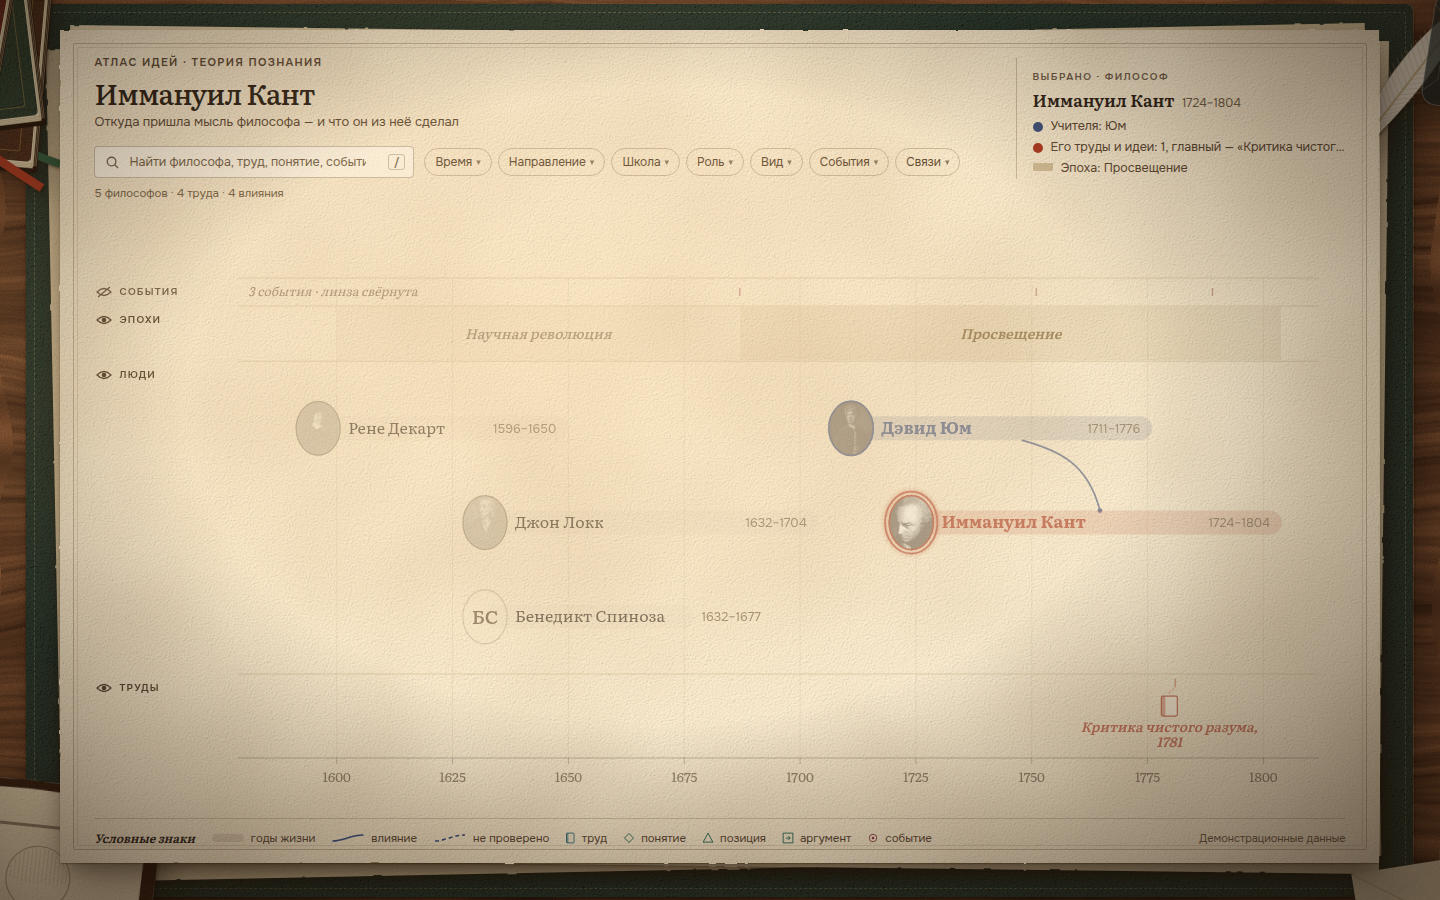 АТЛАС ИДЕЙ · ТЕОРИЯ ПОЗНАНИЯ
Иммануил Кант
Откуда пришла мысль философа — и что он из неё сделал
Найти философа, труд, понятие, событи /
Время ▾ Направление ▾ Школа ▾ Роль ▾ Вид ▾ События ▾ Связи ▾
5 философов · 4 труда · 4 влияния
ВЫБРАНО · ФИЛОСОФ
Иммануил Кант 1724–1804
Учителя: Юм
Его труды и идеи: 1, главный — «Критика чистог…
Эпоха: Просвещение
СОБЫТИЯ
3 события · линза свёрнута
ЭПОХИ
Научная революция Просвещение
ЛЮДИ
Рене Декарт 1596–1650
Дэвид Юм 1711–1776
Джон Локк 1632–1704
Иммануил Кант 1724–1804
БС Бенедикт Спиноза 1632–1677
ТРУДЫ
Критика чистого разума,
1781
1600 1625 1650 1675 1700 1725 1750 1775 1800
Условные знаки годы жизни влияние не проверено труд понятие позиция аргумент событие
Демонстрационные данные